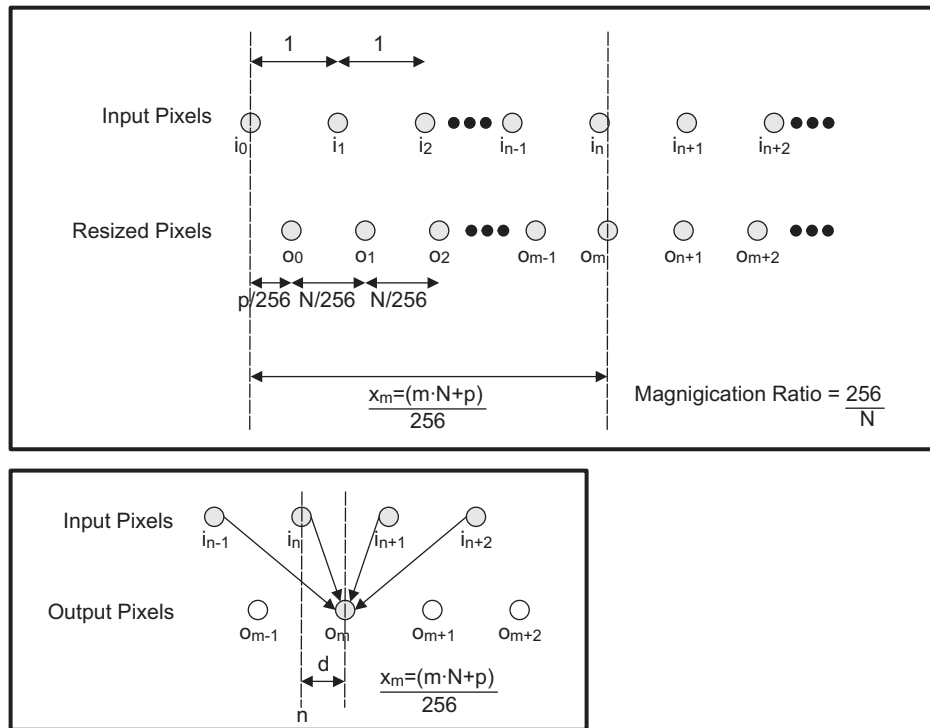 1 1
Input Pixels
i0 i1 i2 in-1 in in+1 in+2
Resized Pixels
o0 o1 o2 om-1 om on+1 om+2
p/256 N/256 N/256
xm=(m·N+p)
256
Magnigication Ratio = 256
N
Input Pixels
in-1 in in+1 in+2
Output Pixels
om-1 om om+1 om+2
d
xm=(m·N+p)
256
n